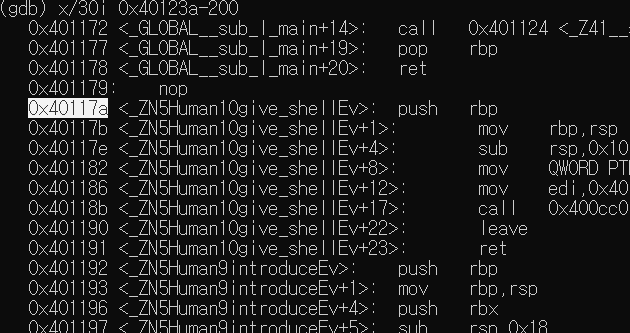 (gdb) x/30i 0x40123a-200
0x401172 <_GLOBAL__sub_I_main+14>: call 0x401124 <_Z41__
0x401177 <_GLOBAL__sub_I_main+19>: pop rbp
0x401178 <_GLOBAL__sub_I_main+20>: ret
0x401179: nop
0x40117a <_ZN5Human10give_shellEv>: push rbp
0x40117b <_ZN5Human10give_shellEv+1>: mov rbp,rsp
0x40117e <_ZN5Human10give_shellEv+4>: sub rsp,0x10
0x401182 <_ZN5Human10give_shellEv+8>: mov QWORD PT
0x401186 <_ZN5Human10give_shellEv+12>: mov edi,0x40
0x40118b <_ZN5Human10give_shellEv+17>: call 0x400cc0
0x401190 <_ZN5Human10give_shellEv+22>: leave
0x401191 <_ZN5Human10give_shellEv+23>: ret
0x401192 <_ZN5Human9introduceEv>: push rbp
0x401193 <_ZN5Human9introduceEv+1>: mov rbp,rsp
0x401196 <_ZN5Human9introduceEv+4>: push rbx
0x401197 <_ZN5Human9introduceEv+5>: sub rsp,0x18